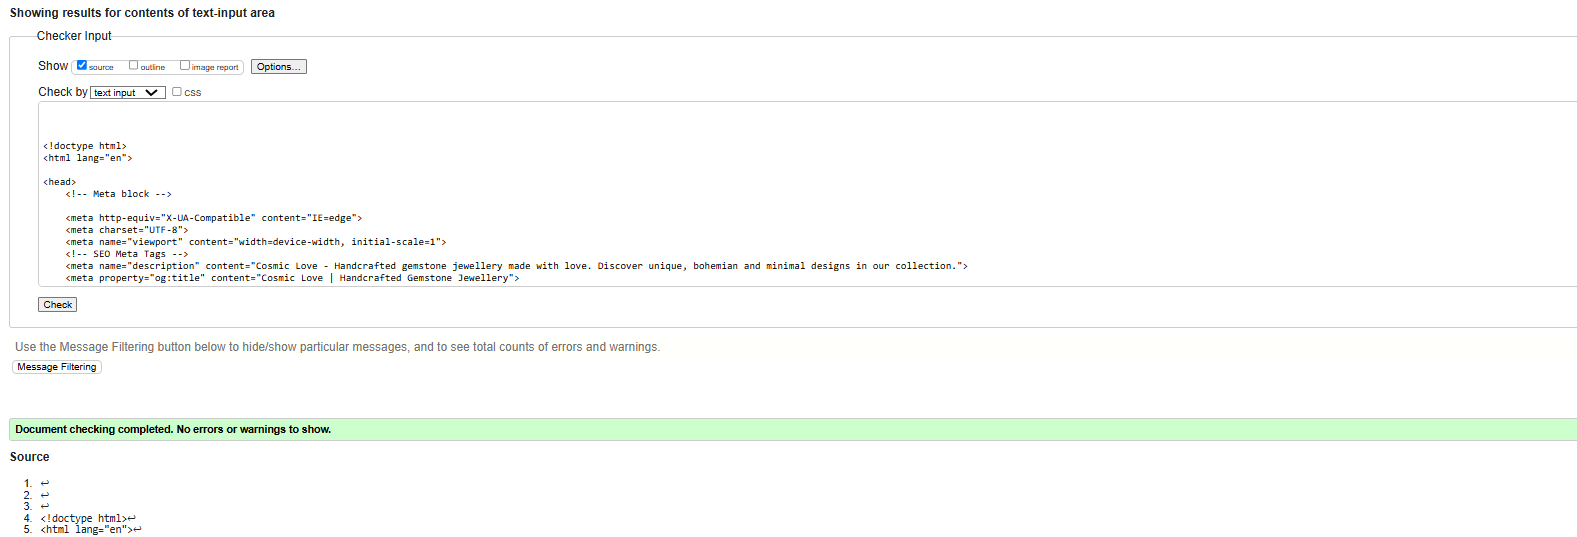 Showing results for contents of text-input area
Checker Input
Show source outline image report Options...
Check by text input css
<!doctype html>
<html lang="en">
<head>
<!-- Meta block -->
<meta http-equiv="X-UA-Compatible" content="IE=edge">
<meta charset="UTF-8">
<meta name="viewport" content="width=device-width, initial-scale=1">
<!-- SEO Meta Tags -->
<meta name="description" content="Cosmic Love - Handcrafted gemstone jewellery made with love. Discover unique, bohemian and minimal designs in our collection.">
<meta property="og:title" content="Cosmic Love | Handcrafted Gemstone Jewellery">
Check
Use the Message Filtering button below to hide/show particular messages, and to see total counts of errors and warnings.
Message Filtering
Document checking completed. No errors or warnings to show.
Source
1. ↩
2. ↩
3. ↩
4. <!doctype html>↩
5. <html lang="en">↩